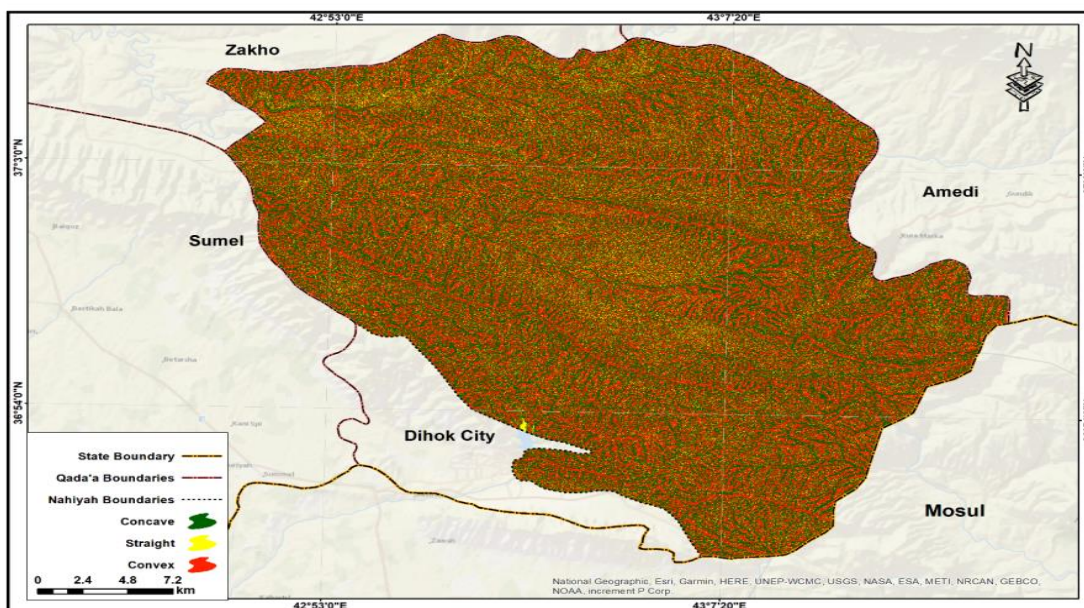 42°53'0"E 43°7'20"E
Zakho
N
37°3'0"N
Amedi
Sumel
36°54'0"N
Dihok City
Mosul
State Boundary
Qada'a Boundaries
Nahiyah Boundaries
Concave
Straight
Convex
0 2.4 4.8 7.2
km
National Geographic, Esri, Garmin, HERE, UNEP-WCMC, USGS, NASA, ESA, METI, NRCAN, GEBCO,
NOAA, increment P Corp.
42°53'0"E 43°7'20"E